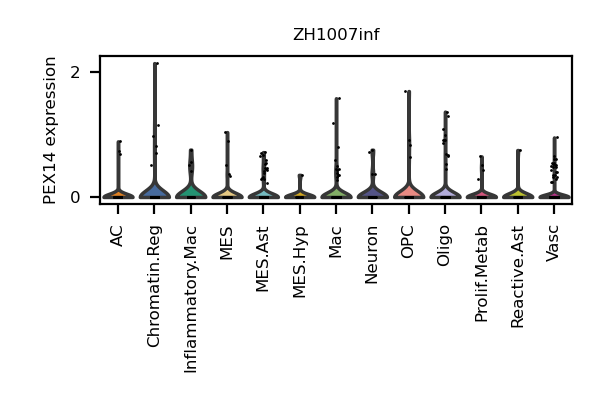 ZH1007inf
PEX14 expression
2
0
AC
Chromatin.Reg
Inflammatory.Mac
MES
MES.Ast
MES.Hyp
Mac
Neuron
OPC
Oligo
Prolif.Metab
Reactive.Ast
Vasc